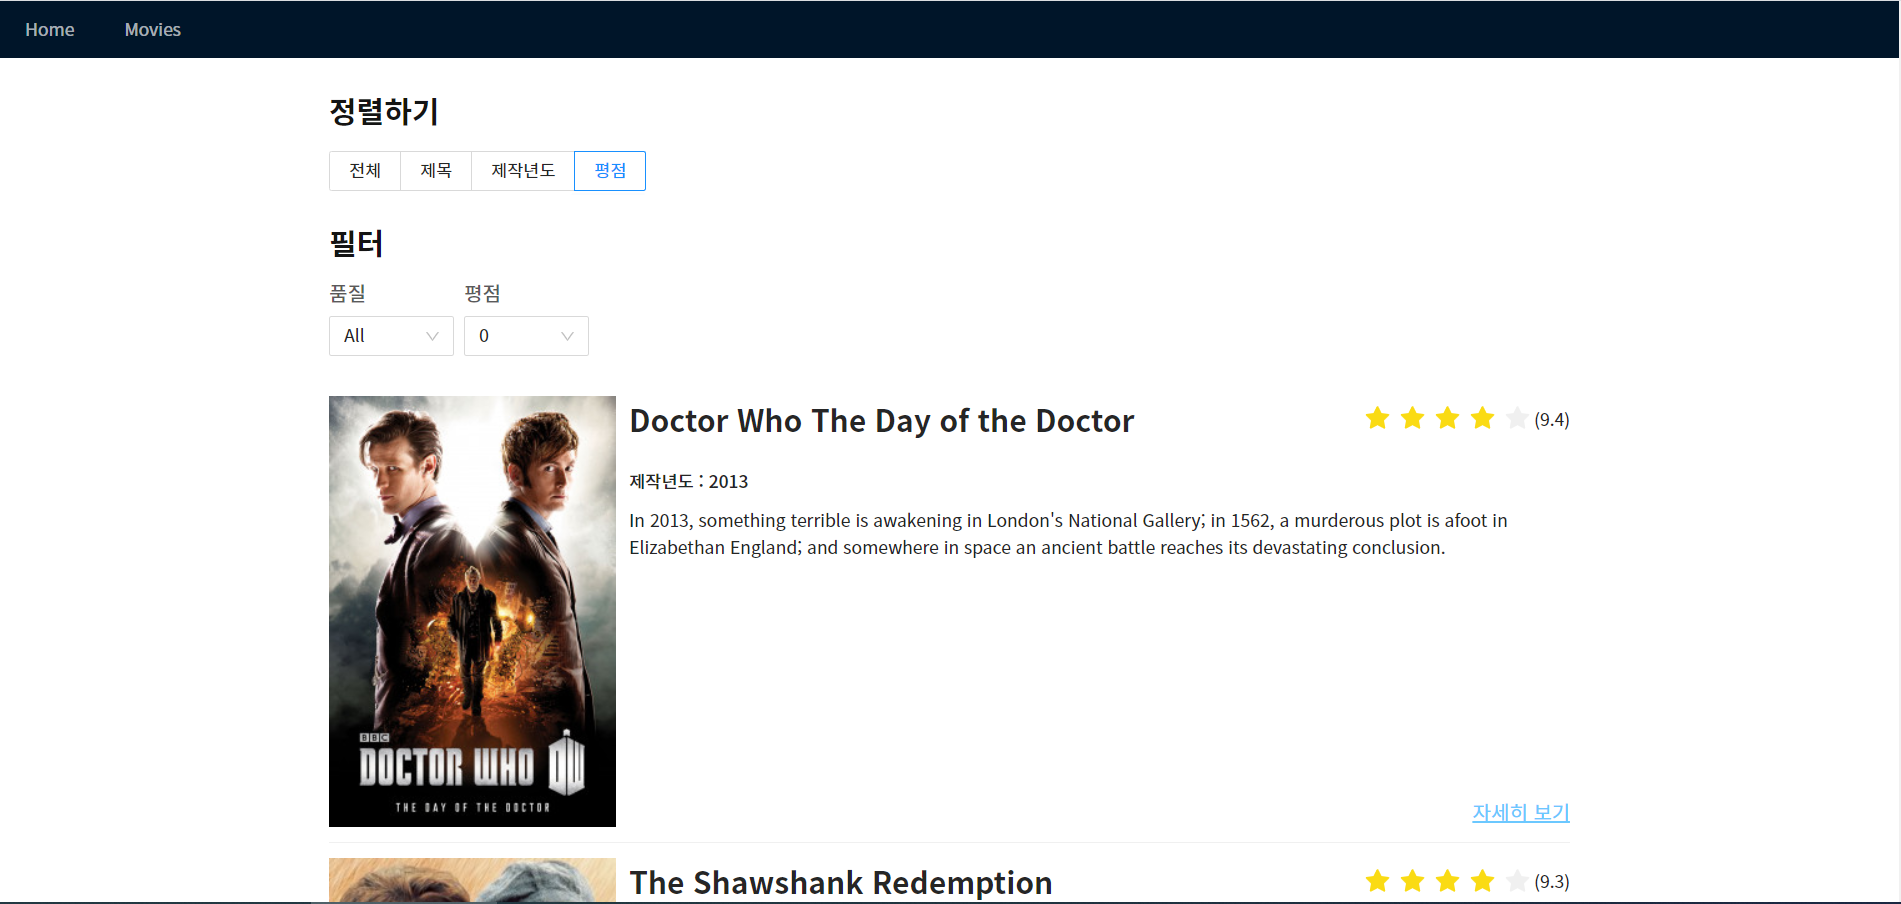 Home Movies
정렬하기
전체 제목 제작년도 평점
필터
품질 평점
All 0
Doctor Who The Day of the Doctor (9.4)
제작년도 : 2013
In 2013, something terrible is awakening in London's National Gallery; in 1562, a murderous plot is afoot in
Elizabethan England; and somewhere in space an ancient battle reaches its devastating conclusion.
BBC
DOCTOR WHO DW
THE DAY OF THE DOCTOR
자세히 보기
The Shawshank Redemption (9.3)